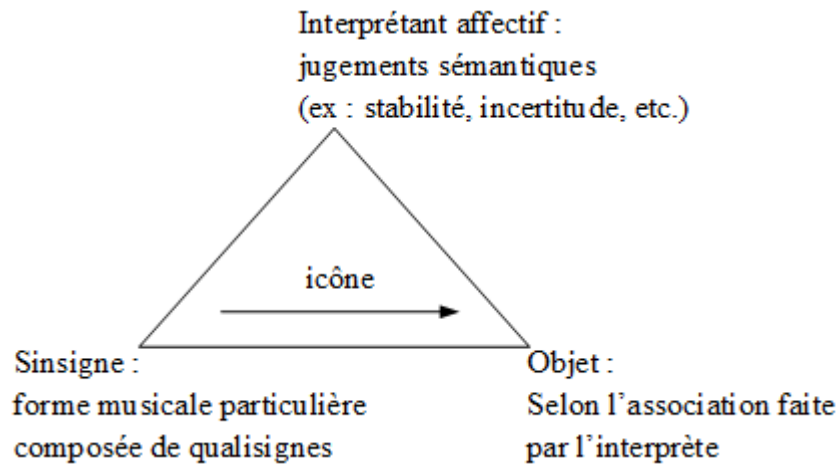 Interprétant affectif :
jugements sémantiques
(ex : stabilité, incertitude, etc.)
icône
Sinsigne :
forme musicale particulière
composée de qualisignes
Objet :
Selon l’association faite
par l’interprète